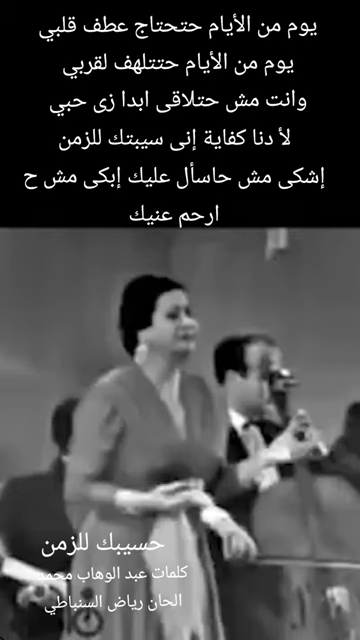 يوم من الأيام حتحتاج عطف قلبي
يوم من الأيام حتتلهف لقربي
وانت مش حتلاقى ابدا زى حبي
لأ دنا كفاية إنى سيبتك للزمن
إشكى مش حاسأل عليك إبكى مش ح
ارحم عنيك
حسيبك للزمن
كلمات عبد الوهاب محمد
الحان رياض السنباطي